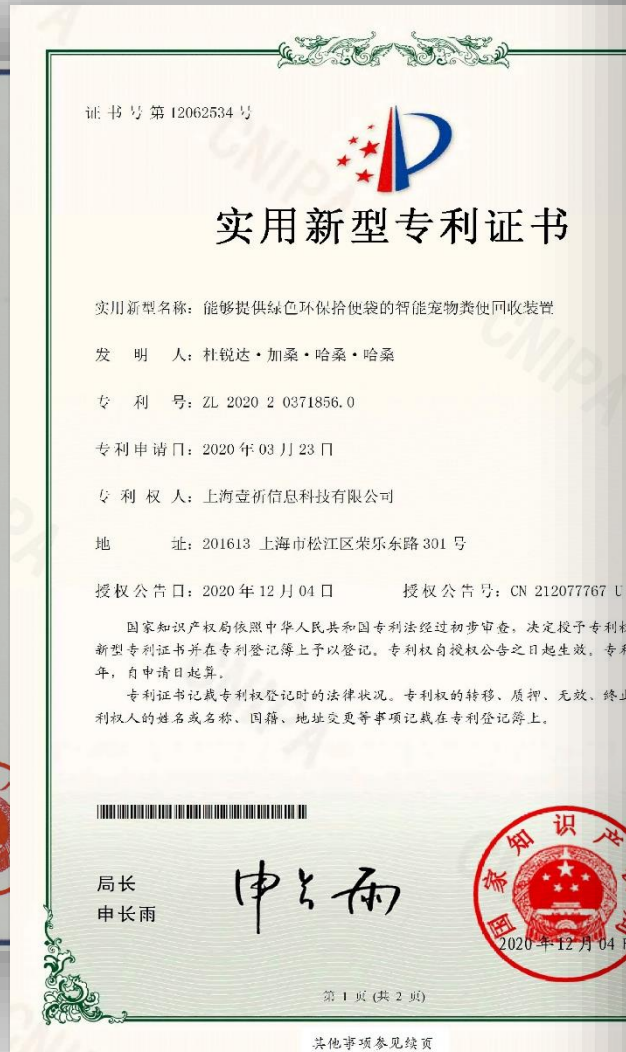 证书号第12062534号
实用新型专利证书
实用新型名称：能够提供绿色环保拾便袋的智能宠物粪便回收装置
发 明 人：杜锐达·加桑·哈桑·哈桑
专 利 号：ZL 2020 2 0371856.0
专利申请日：2020年03月23日
专 利 权 人：上海壹祈信息科技有限公司
地 址：201613 上海市松江区荣乐东路301号
授权公告日：2020年12月04日 授权公告号：CN 212077767 U
国家知识产权局依照中华人民共和国专利法经过初步审查，决定授予专利权
新型专利证书并在专利登记簿上予以登记。专利权自授权公告之日起生效。专利
年，自申请日起算。
专利证书记载专利权登记时的法律状况。专利权的转移、质押、无效、终止
利权人的姓名或名称、国籍、地址变更等事项记载在专利登记簿上。
局长
申长雨
申长雨
国家知识产 局
2020年12月04日
第 1 页 (共 2 页)
其他事项参见续页
CNIPA
CNIPA